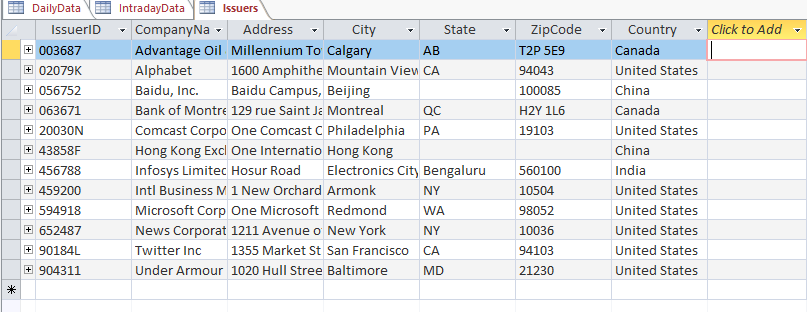 DailyData IntradayData Issuers
IssuerID CompanyNa Address City State ZipCode Country Click to Add
003687 Advantage Oil Millennium To Calgary AB T2P 5E9 Canada
02079K Alphabet 1600 Amphithe Mountain View CA 94043 United States
056752 Baidu, Inc. Baidu Campus, Beijing 100085 China
063671 Bank of Montre 129 rue Saint Ja Montreal QC H2Y 1L6 Canada
20030N Comcast Corpo One Comcast C Philadelphia PA 19103 United States
43858F Hong Kong Excl One Internatio Hong Kong China
456788 Infosys Limited Hosur Road Electronics City Bengaluru 560100 India
459200 Intl Business M 1 New Orchard Armonk NY 10504 United States
594918 Microsoft Corp One Microsoft Redmond WA 98052 United States
652487 News Corporat 1211 Avenue o New York NY 10036 United States
90184L Twitter Inc 1355 Market St San Francisco CA 94103 United States
904311 Under Armour 1020 Hull Stree Baltimore MD 21230 United States